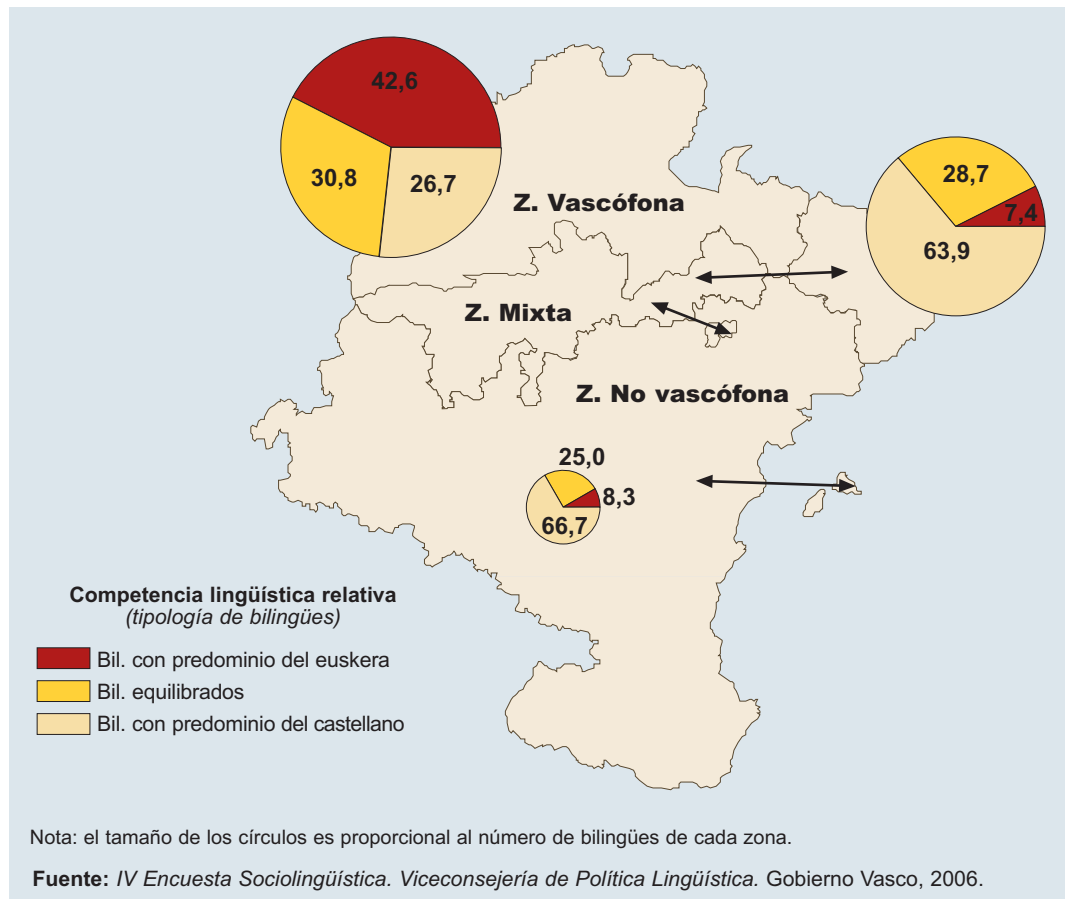 42,6
30,8
26,7
28,7
7,4
63,9
Z. Vascófona
Z. Mixta
Z. No vascófona
25,0
8,3
66,7
Competencia lingüística relativa
(tipología de bilingües)
Bil. con predominio del euskera
Bil. equilibrados
Bil. con predominio del castellano
Nota: el tamaño de los círculos es proporcional al número de bilingües de cada zona.
Fuente: IV Encuesta Sociolingüística. Viceconsejería de Política Lingüística. Gobierno Vasco, 2006.